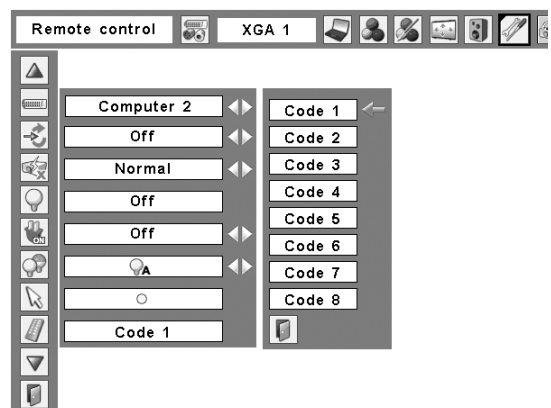 Remote control XGA 1
Computer 2
Off
Normal
Off
ON
Off
A
Code 1
Code 1
Code 2
Code 3
Code 4
Code 5
Code 6
Code 7
Code 8